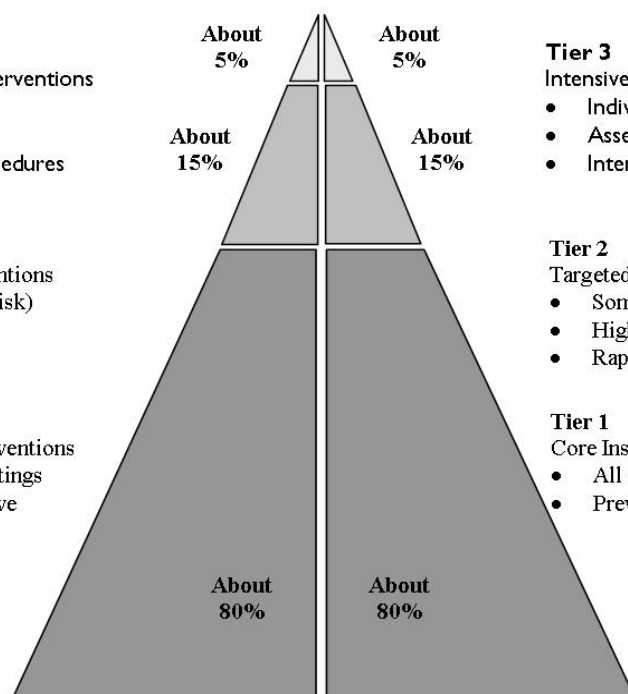 erventions
edures
ntions
isk)
ventions
tings
ve
About
5%
About
5%
About
15%
About
15%
About
80%
About
80%
Tier 3
Intensive
• Indiv
• Asse
• Inter
Tier 2
Targeted
• Som
• High
• Rap
Tier 1
Core Ins
• All
• Prev